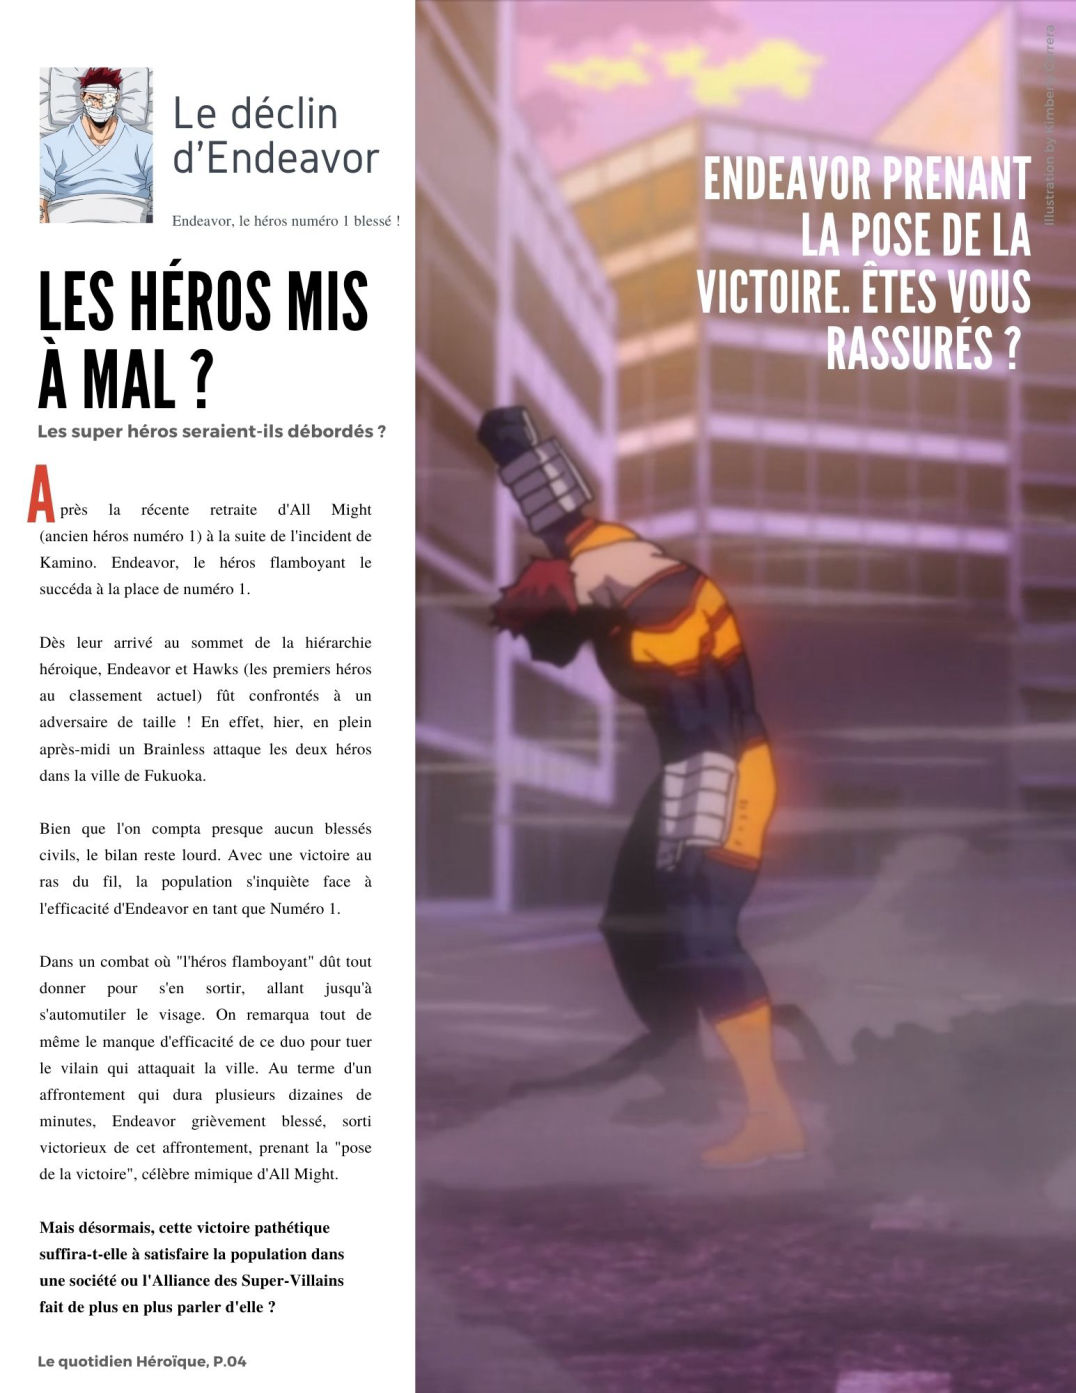 Le déclin
d'Endeavor
Endeavor, le héros numéro 1 blessé !
LES HÉROS MIS
À MAL ?
Les super héros seraient-ils débordés ?
Après la récente retraite d'All Might
(ancien héros numéro 1) à la suite de l'incident de
Kamino. Endeavor, le héros flamboyant le
succéda à la place de numéro 1.
Dès leur arrivé au sommet de la hiérarchie
héroique, Endeavor et Hawks (les premiers héros
au classement actuel) fût confrontés à un
adversaire de taille ! En effet, hier, en plein
après-midi un Brainless attaque les deux héros
dans la ville de Fukuoka.
Bien que l'on compta presque aucun blessés
civils, le bilan reste lourd. Avec une victoire au
ras du fil, la population s'inquiète face à
l'efficacité d'Endeavor en tant que Numéro 1.
Dans un combat où "l'héros flamboyant" dût tout
donner pour s'en sortir, allant jusqu'à
s'automutiler le visage. On remarqua tout de
même le manque d'efficacité de ce duo pour tuer
le vilain qui attaquait la ville. Au terme d'un
affrontement qui dura plusieurs dizaines de
minutes, Endeavor grièvement blessé, sorti
victorieux de cet affrontement, prenant la "pose
de la victoire", célèbre mimique d'All Might.
Mais désormais, cette victoire pathétique
suffira-t-elle à satisfaire la population dans
une société ou l'Alliance des Super-Villains
fait de plus en plus parler d'elle ?
Le quotidien Héroïque, P.04
ENDEAVOR PRENANT
LA POSE DE LA
VICTOIRE. ÊTES VOUS
RASSURÉS ?
Illustration by